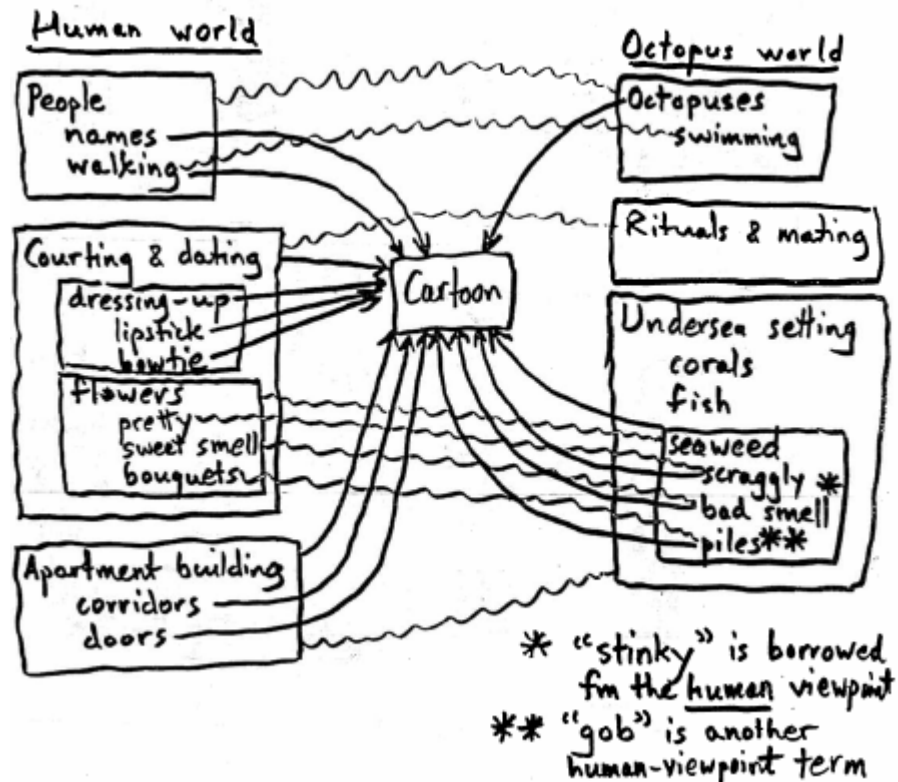 Human world
People
names
walking
Courting & dating
dressing-up
lipstick
bowtie
flowers
pretty
sweet smell
bouquets
Apartment building
corridors
doors
Cartoon
Octopus world
Octopuses
swimming
Rituals & mating
Undersea setting
corals
fish
seaweed
scraggly *
bad smell
piles**
* "stinky" is borrowed
fm the human viewpoint
** "gob" is another
human-viewpoint term